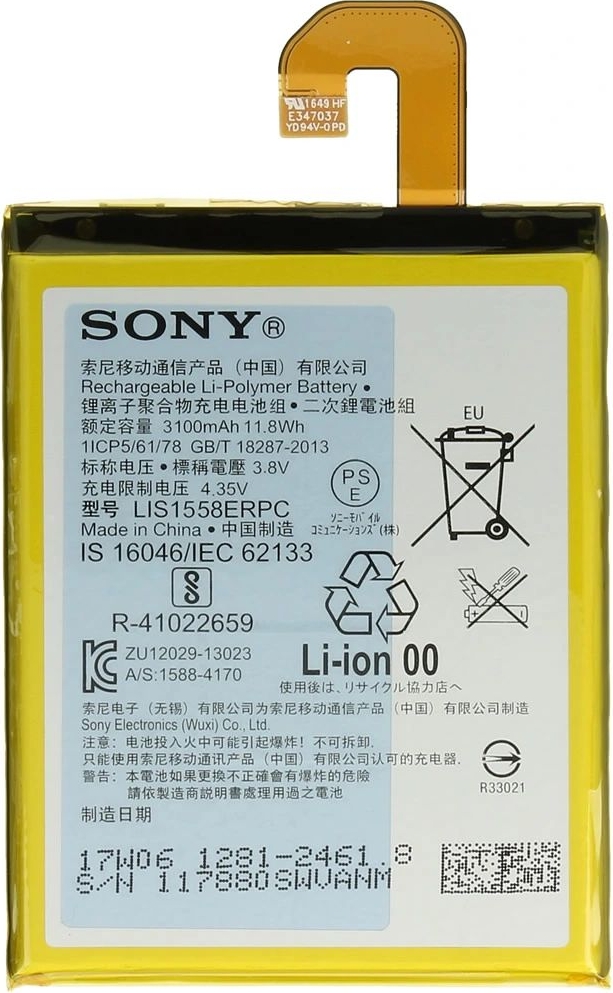 1649 HF
E347037
YD94V-0 PD
SONY®
索尼移动通信产品（中国）有限公司
Rechargeable Li-Polymer Battery •
锂离子聚合物充电电池组 • 二次鋰電池組
额定容量 3100mAh 11.8Wh
1ICP5/61/78 GB/T 18287-2013
标称电压 • 標稱電壓 3.8V
充电限制电压 4.35V
型号 LIS1558ERPC
Made in China • 中国制造
IS 16046/IEC 62133
R-41022659
PS
E
ソニーモバイル
コミュニケーションズ(株)
EU
ZU12029-13023
A/S:1588-4170
Li-ion 00
使用後は、リサイクル協力店へ
索尼电子（无锡）有限公司为索尼移动通信产品（中国）有限公司制造
Sony Electronics (Wuxi) Co., Ltd.
注意: 电池投入火中可能引起爆炸! 不可拆卸.
只能使用索尼移动通讯产品（中国）有限公司认可的充电器.
警告: 本電池如果更換不正確會有爆炸的危險
請依製造商説明書處理用過之電池
制造日期
R33021
17W06 1281-2461.8
S/N 117880SWVANM